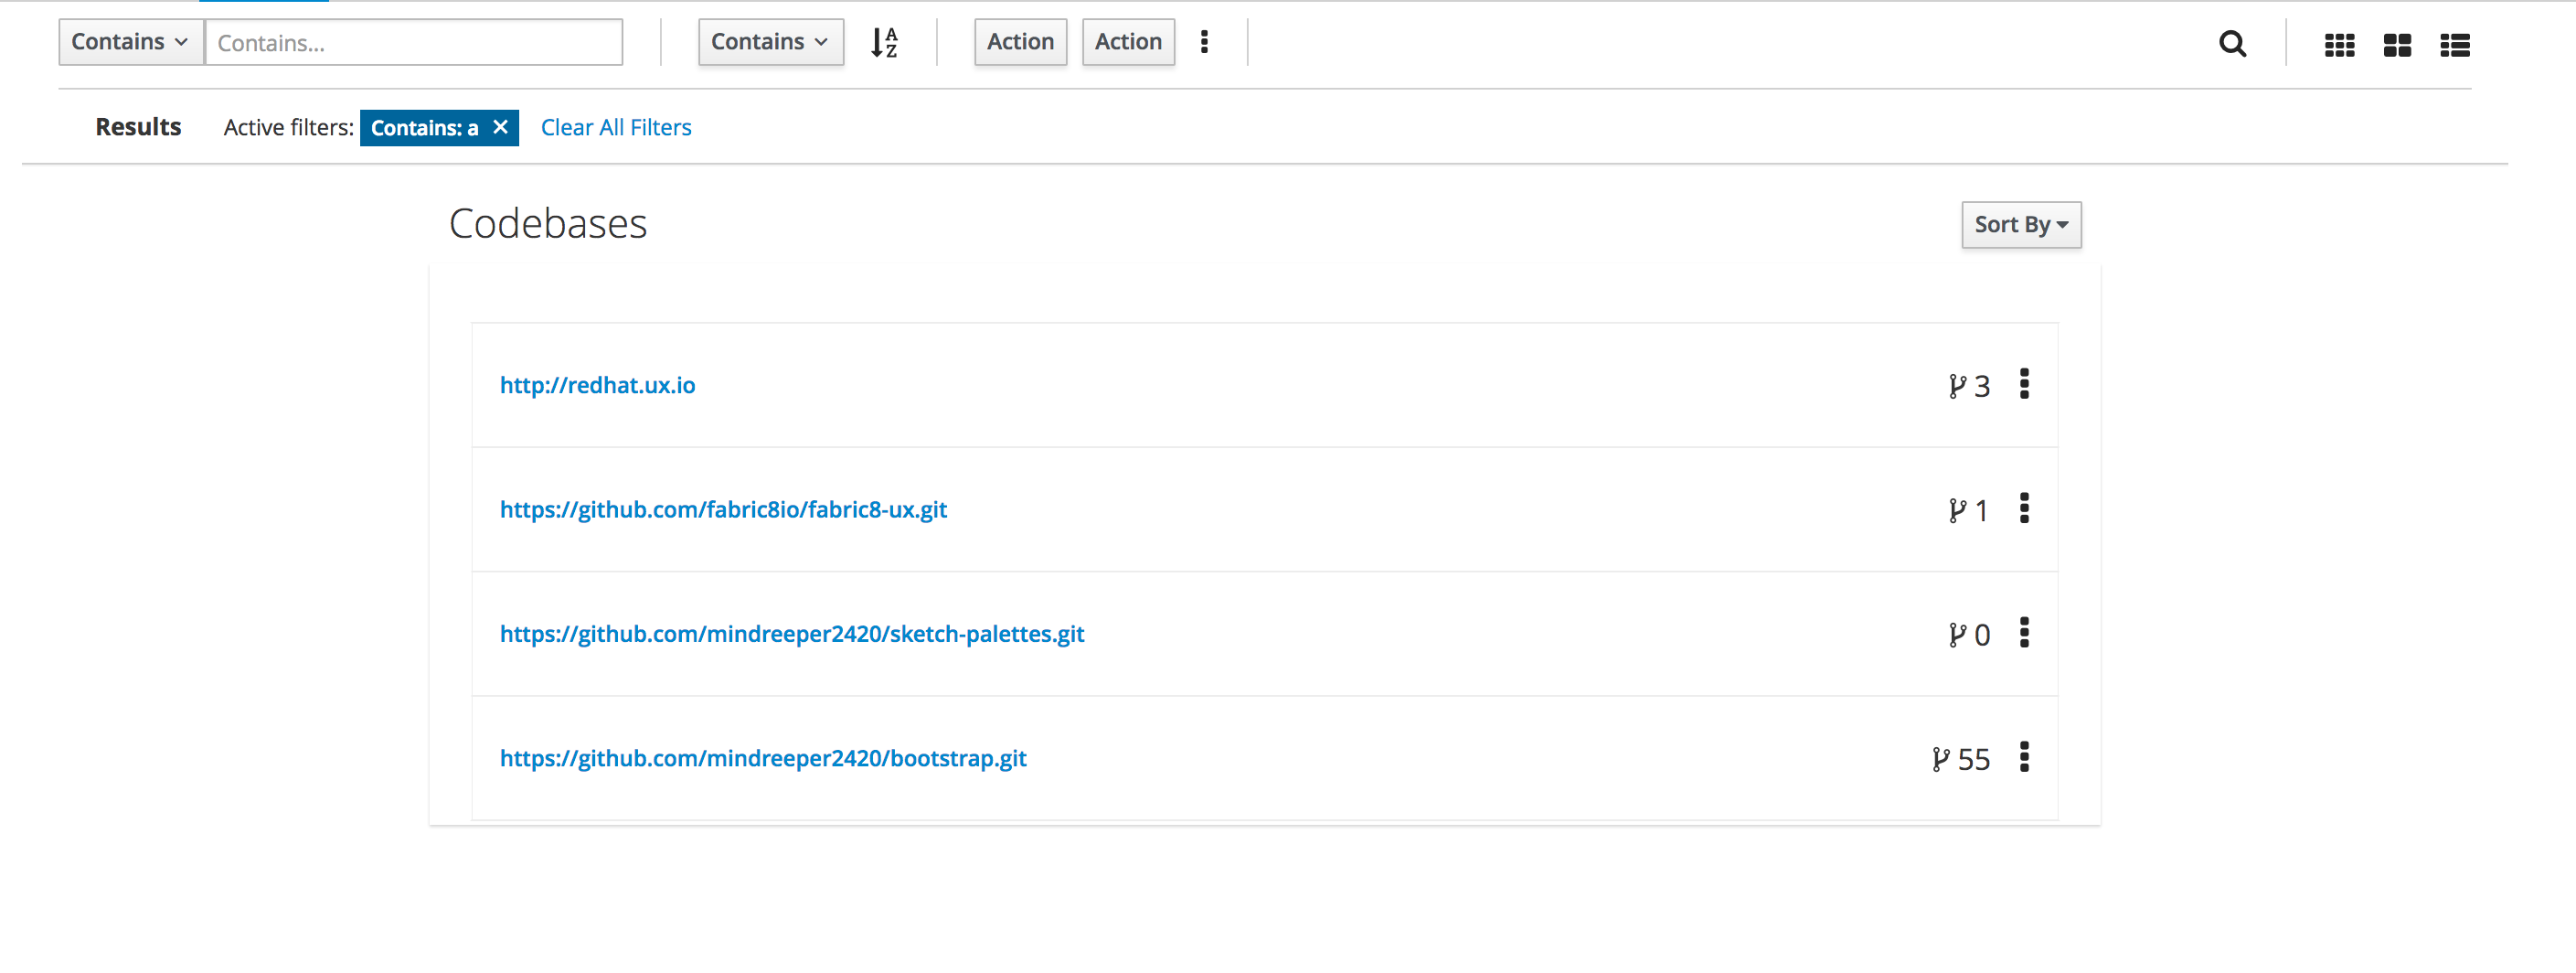 Contains Contains... Contains A Z Action Action
Results Active filters: Contains: a ✕ Clear All Filters
Codebases Sort By
http://redhat.ux.io 3
https://github.com/fabric8io/fabric8-ux.git 1
https://github.com/mindreeper2420/sketch-palettes.git 0
https://github.com/mindreeper2420/bootstrap.git 55